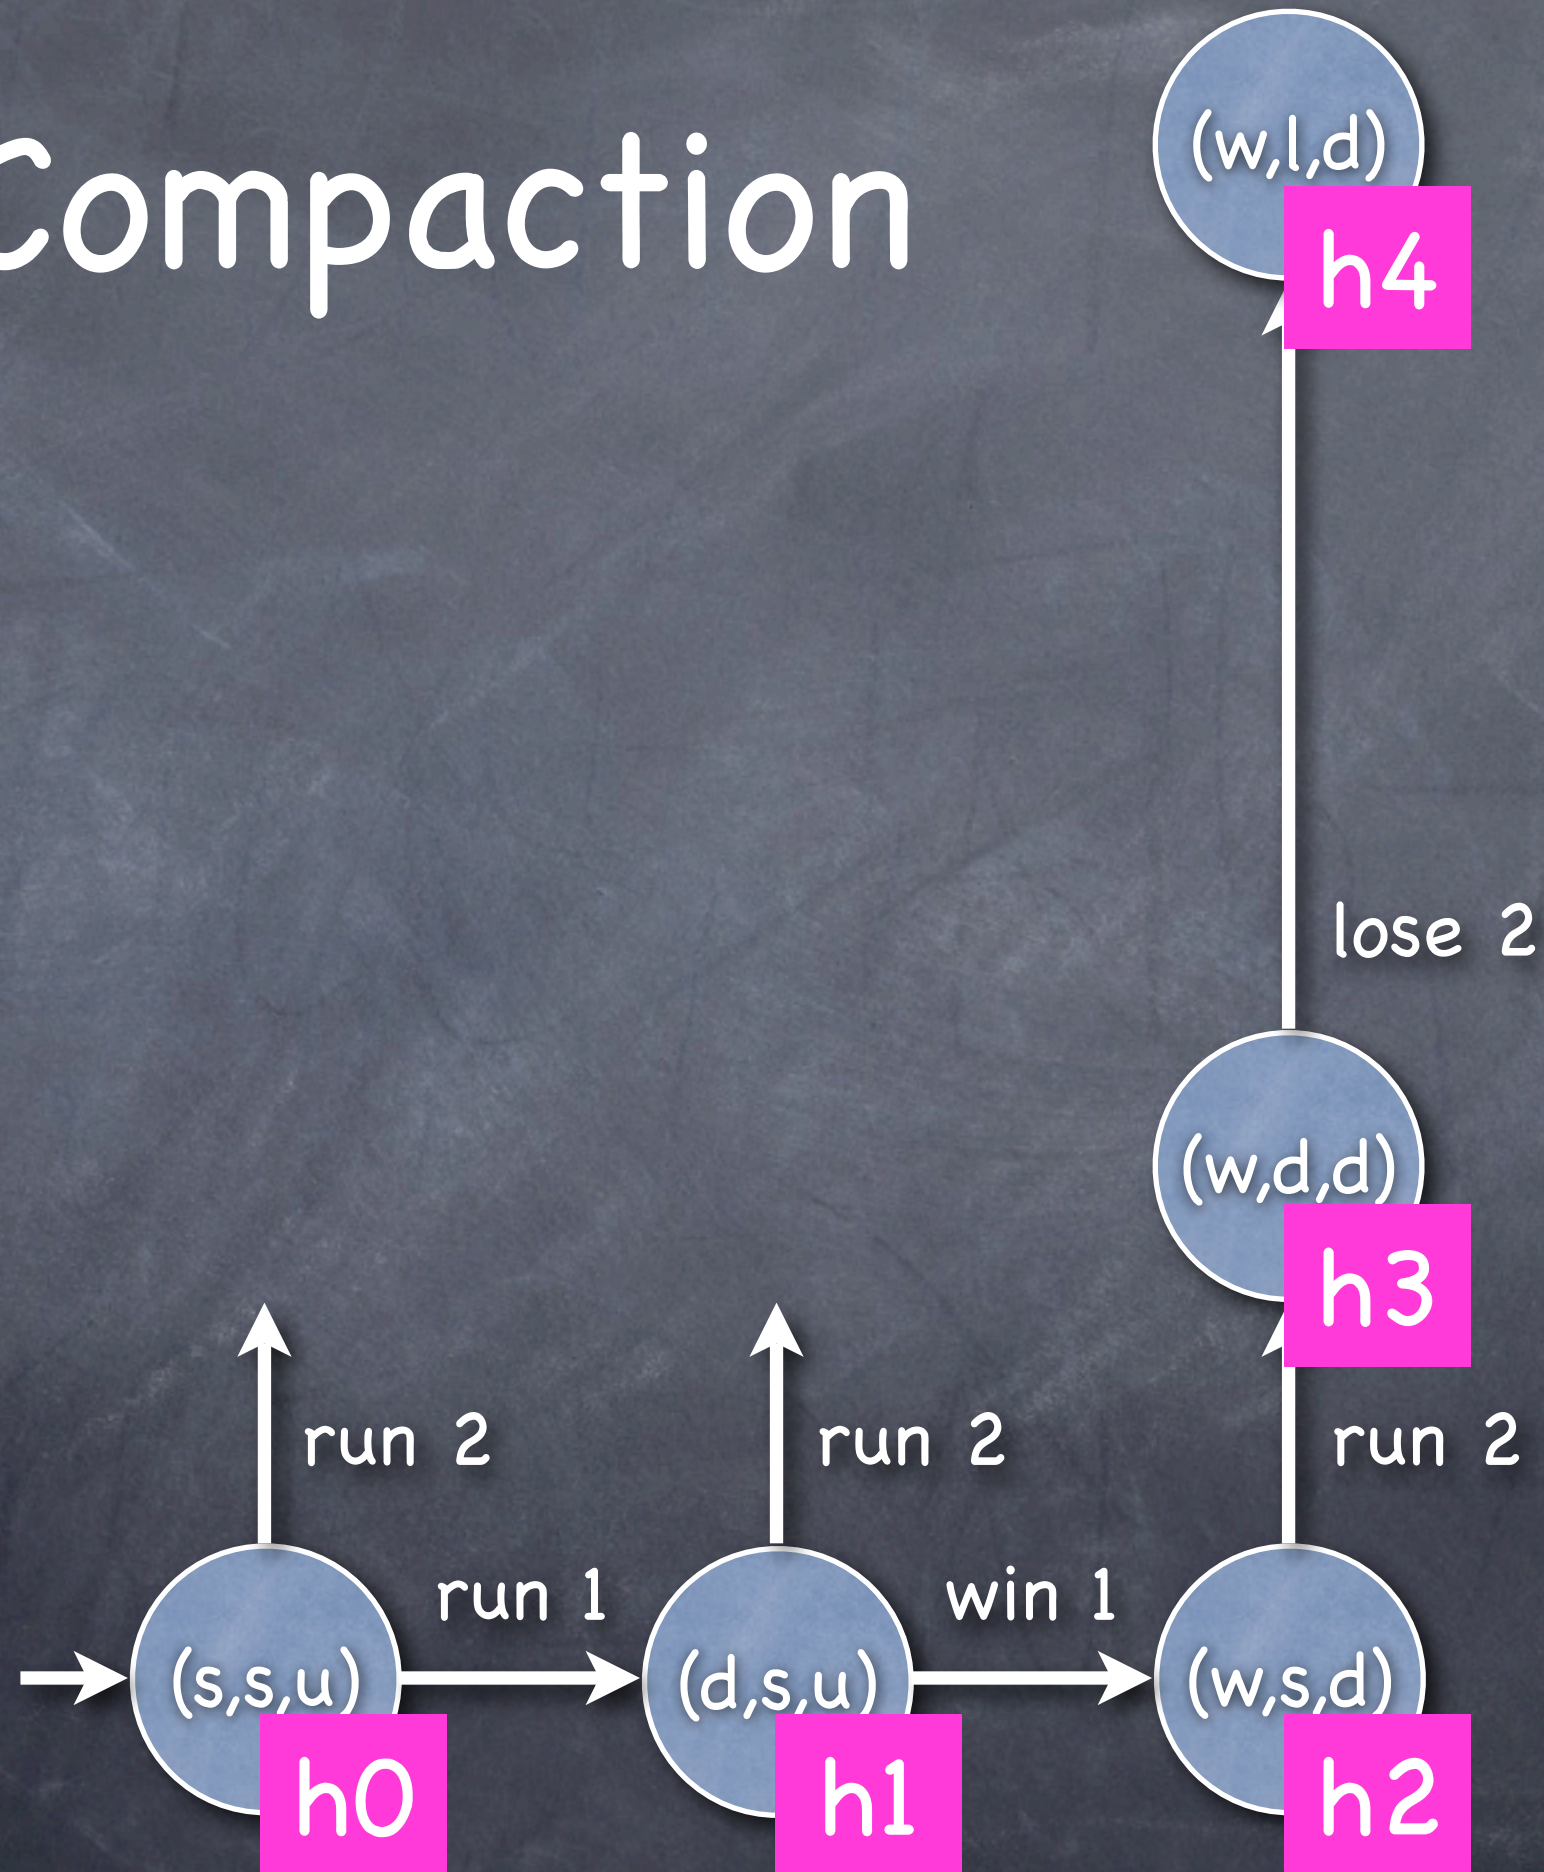 Compaction
(w,l,d)
h4
lose 2
(w,d,d)
h3
run 2
run 2
run 2
run 1
win 1
(s,s,u)
(d,s,u)
(w,s,d)
h0
h1
h2